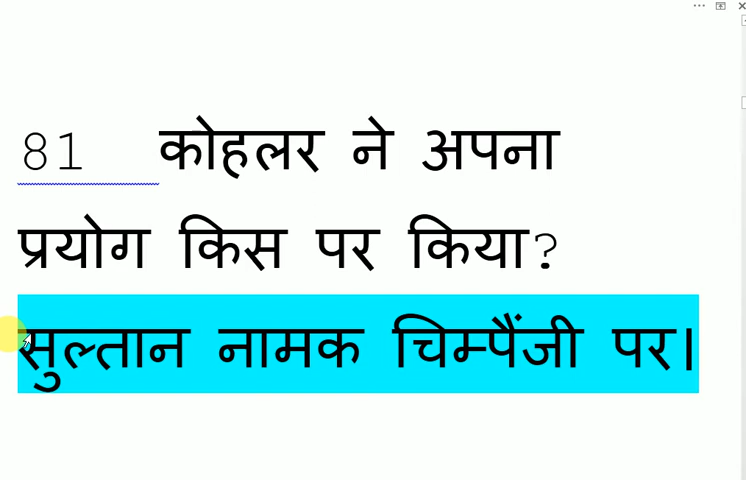 81 कोहलर ने अपना
प्रयोग किस पर किया?
सुल्तान नामक चिम्पैंजी पर।